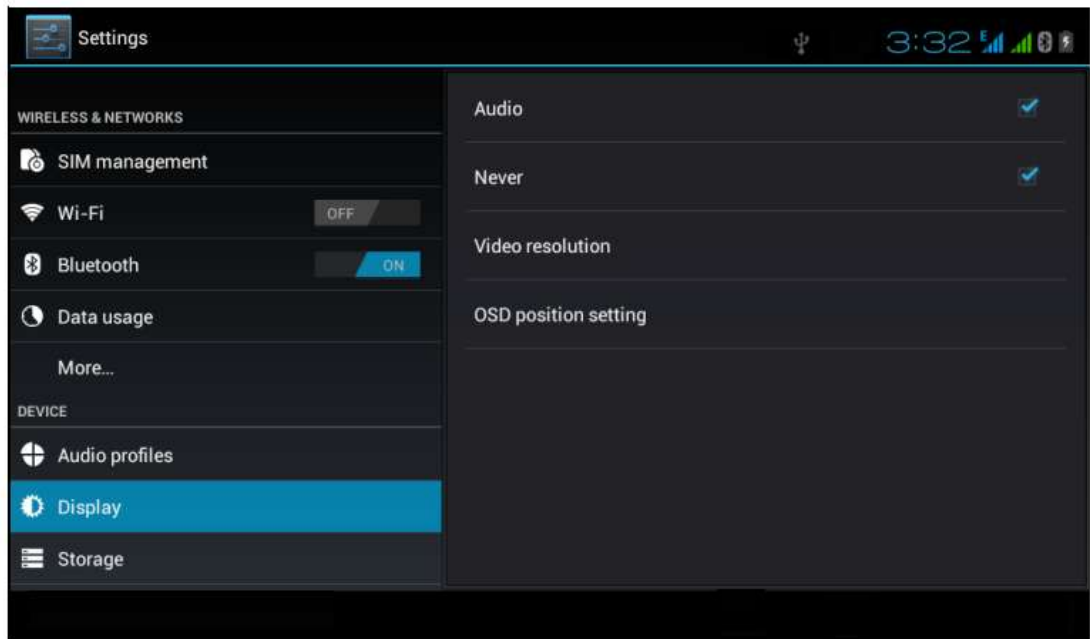 Settings
3:32
E
WIRELESS & NETWORKS
SIM management
Wi-Fi
OFF
Bluetooth
ON
Data usage
More...
DEVICE
Audio profiles
Display
Storage
Audio
Never
Video resolution
OSD position setting